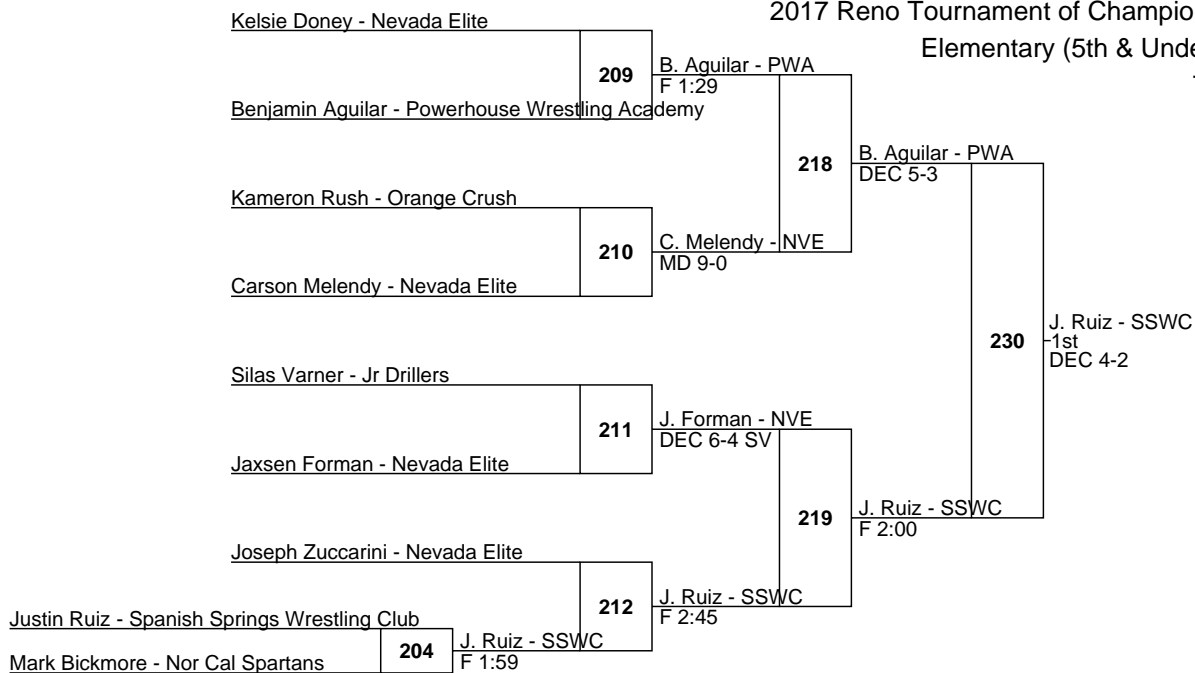 2017 Reno Tournament of Champio
Elementary (5th & Unde
Kelsie Doney - Nevada Elite
209
B. Aguilar - PWA
F 1:29
Benjamin Aguilar - Powerhouse Wrestling Academy
218
B. Aguilar - PWA
DEC 5-3
Kameron Rush - Orange Crush
210
C. Melendy - NVE
MD 9-0
Carson Melendy - Nevada Elite
230
J. Ruiz - SSWC
1st
DEC 4-2
Silas Varner - Jr Drillers
211
J. Forman - NVE
DEC 6-4 SV
Jaxsen Forman - Nevada Elite
219
J. Ruiz - SSWC
F 2:00
Joseph Zuccarini - Nevada Elite
212
J. Ruiz - SSWC
F 2:45
Justin Ruiz - Spanish Springs Wrestling Club
204
J. Ruiz - SSWC
F 1:59
Mark Bickmore - Nor Cal Spartans